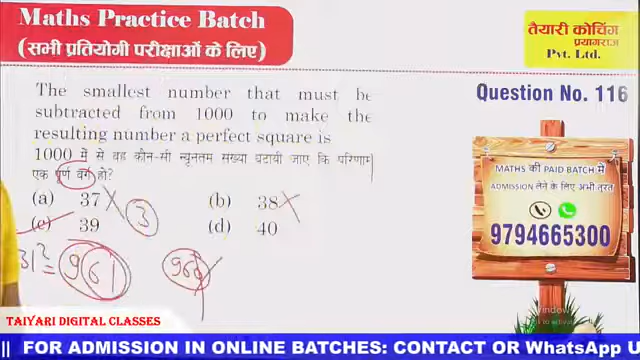 Maths Practice Batch
(सभी प्रतियोगी परीक्षाओं के लिए)
तैयारी कोचिंग
प्रयागराज
Pvt. Ltd.
Question No. 116
The smallest number that must be
subtracted from 1000 to make the
resulting number a perfect square is
1000 में से वह कौन-सी न्यूनतम संख्या घटायी जाए कि परिणाम
एक पूर्ण वर्ग हो?
(a) 37 (b) 38
(c) 39 (d) 40
3
31² = 961
MATHS की PAID BATCH में
ADMISSION लेने के लिए अभी तुरंत
9794665300
TAIYARI DIGITAL CLASSES
|| FOR ADMISSION IN ONLINE BATCHES: CONTACT OR WhatsApp U